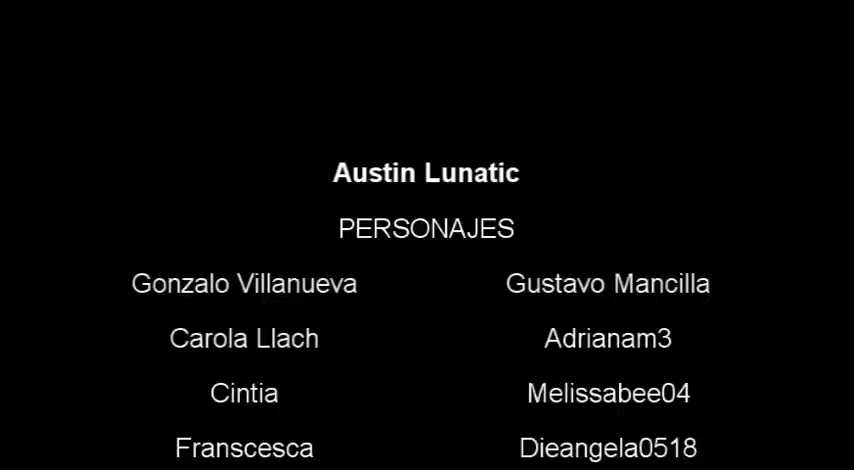 Austin Lunatic
PERSONAJES
Gonzalo Villanueva Gustavo Mancilla
Carola Llach Adrianam3
Cintia Melissabee04
Franscesca Dieangela0518